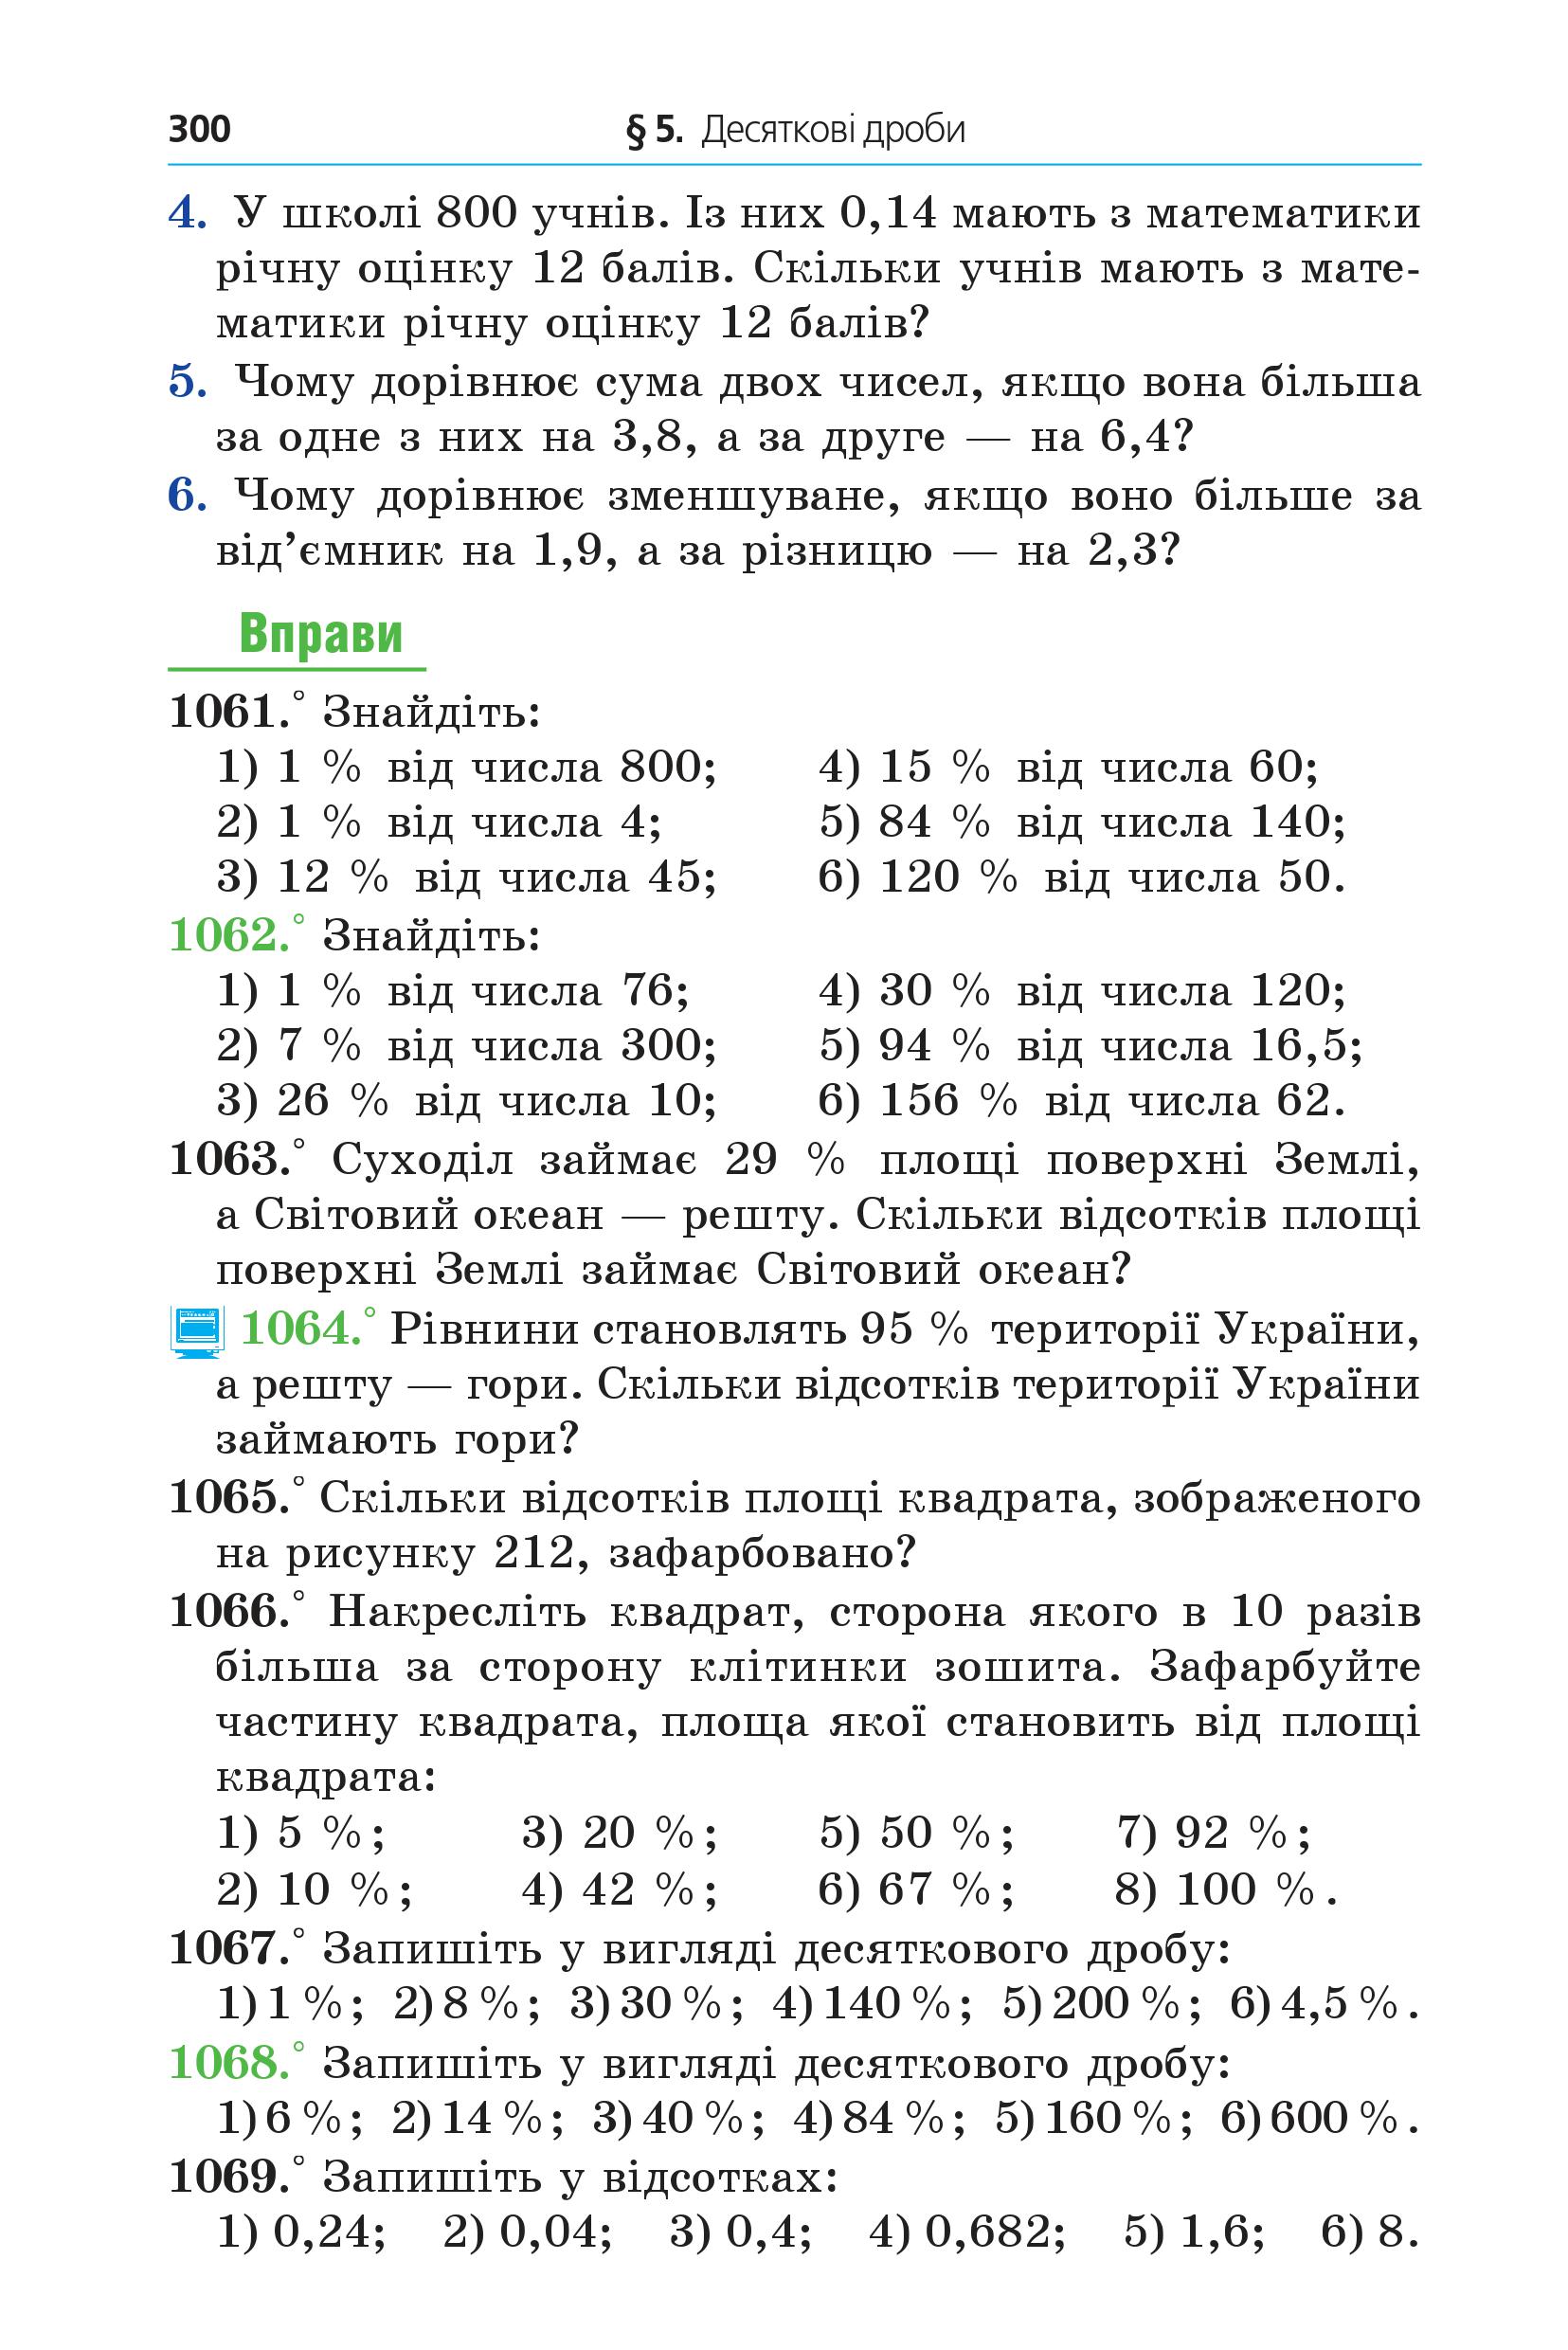 300 § 5. Десяткові дроби
4. У школі 800 учнів. Із них 0,14 мають з математики
річну оцінку 12 балів. Скільки учнів мають з мате-
матики річну оцінку 12 балів?
5. Чому дорівнює сума двох чисел, якщо вона більша
за одне з них на 3,8, а за друге — на 6,4?
6. Чому дорівнює зменшуване, якщо воно більше за
від’ємник на 1,9, а за різницю — на 2,3?
Вправи
1061.° Знайдіть:
1) 1 % від числа 800; 4) 15 % від числа 60;
2) 1 % від числа 4; 5) 84 % від числа 140;
3) 12 % від числа 45; 6) 120 % від числа 50.
1062.° Знайдіть:
1) 1 % від числа 76; 4) 30 % від числа 120;
2) 7 % від числа 300; 5) 94 % від числа 16,5;
3) 26 % від числа 10; 6) 156 % від числа 62.
1063.° Суходіл займає 29 % площі поверхні Землі,
а Світовий океан — решту. Скільки відсотків площі
поверхні Землі займає Світовий океан?
1064.° Рівнини становлять 95 % території України,
а решту — гори. Скільки відсотків території України
займають гори?
1065.° Скільки відсотків площі квадрата, зображеного
на рисунку 212, зафарбовано?
1066.° Накресліть квадрат, сторона якого в 10 разів
більша за сторону клітинки зошита. Зафарбуйте
частину квадрата, площа якої становить від площі
квадрата:
1) 5 %; 3) 20 %; 5) 50 %; 7) 92 %;
2) 10 %; 4) 42 %; 6) 67 %; 8) 100 %.
1067.° Запишіть у вигляді десяткового дробу:
1) 1 %; 2) 8 %; 3) 30 %; 4) 140 %; 5) 200 %; 6) 4,5 %.
1068.° Запишіть у вигляді десяткового дробу:
1) 6 %; 2) 14 %; 3) 40 %; 4) 84 %; 5) 160 %; 6) 600 %.
1069.° Запишіть у відсотках:
1) 0,24; 2) 0,04; 3) 0,4; 4) 0,682; 5) 1,6; 6) 8.